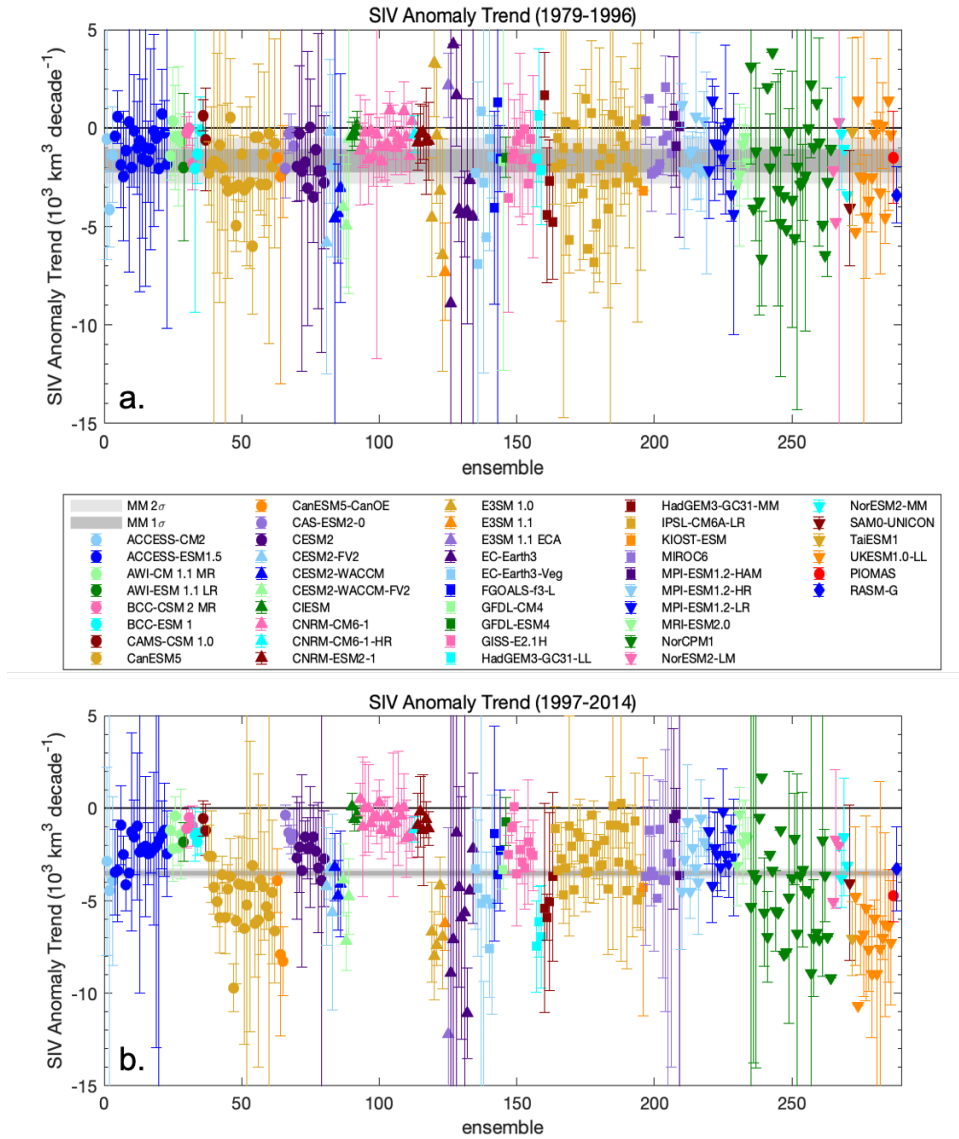 SIV Anomaly Trend (1979-1996)
SIV Anomaly Trend (10³ km³ decade⁻¹)
5
0
-5
-10
-15
a.
0 50 100 150 200 250
ensemble
MM 2σ
MM 1σ
ACCESS-CM2
ACCESS-ESM1.5
AWI-CM 1.1 MR
AWI-ESM 1.1 LR
BCC-CSM 2 MR
BCC-ESM 1
CAMS-CSM 1.0
CanESM5
CanESM5-CanOE
CAS-ESM2-0
CESM2
CESM2-FV2
CESM2-WACCM
CESM2-WACCM-FV2
CIESM
CNRM-CM6-1
CNRM-CM6-1-HR
CNRM-ESM2-1
E3SM 1.0
E3SM 1.1
E3SM 1.1 ECA
EC-Earth3
EC-Earth3-Veg
FGOALS-f3-L
GFDL-CM4
GFDL-ESM4
GISS-E2.1H
HadGEM3-GC31-LL
HadGEM3-GC31-MM
IPSL-CM6A-LR
KIOST-ESM
MIROC6
MPI-ESM1.2-HAM
MPI-ESM1.2-HR
MPI-ESM1.2-LR
MRI-ESM2.0
NorCPM1
NorESM2-LM
NorESM2-MM
SAM0-UNICON
TaiESM1
UKESM1.0-LL
PIOMAS
RASM-G
SIV Anomaly Trend (1997-2014)
SIV Anomaly Trend (10³ km³ decade⁻¹)
5
0
-5
-10
-15
b.
0 50 100 150 200 250
ensemble